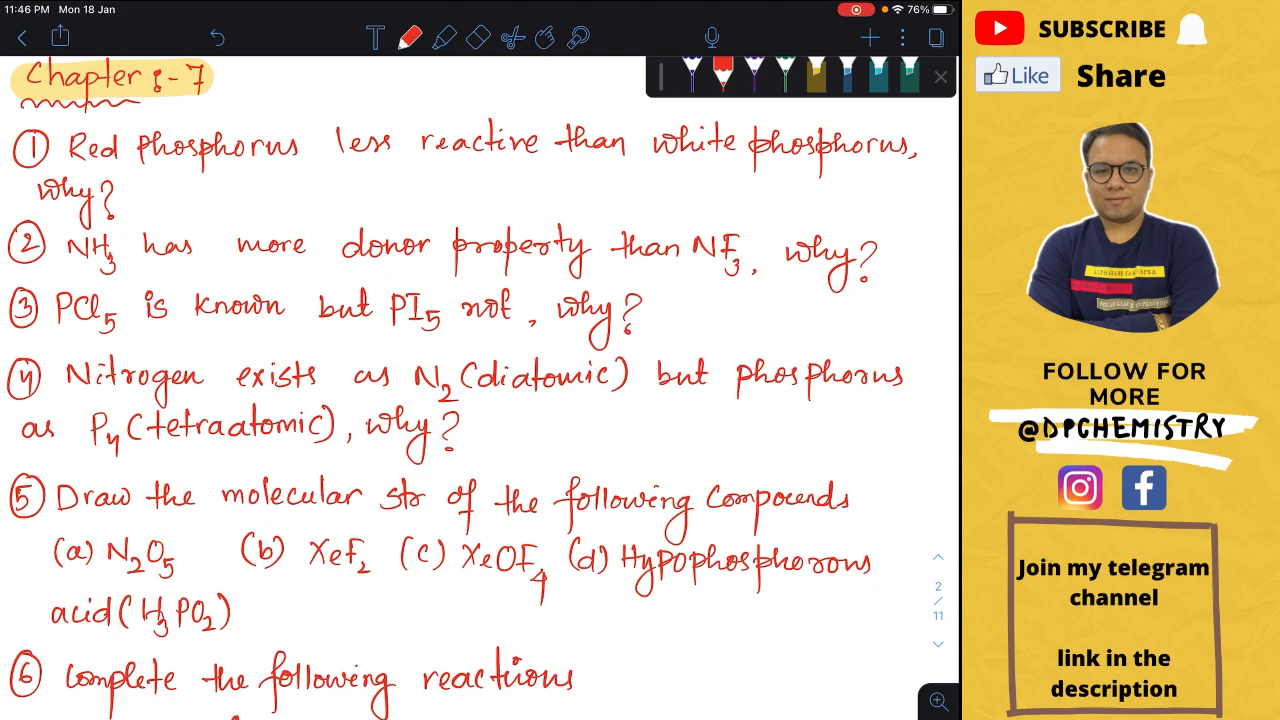 11:46 PM Mon 18 Jan
76%
Chapter :- 7
① Red phosphorus less reactive than white phosphorus,
why?
② NH₃ has more donor property than NF₃, why?
③ PCl₅ is known but PI₅ not, why?
④ Nitrogen exists as N₂ (diatomic) but phosphorus
as P₄ (tetraatomic), why?
⑤ Draw the molecular str of the following compounds
(a) N₂O₅ (b) XeF₂ (c) XeOF₄ (d) Hypophosphorous
acid (H₃PO₂)
⑥ Complete the following reactions
2
/
11
SUBSCRIBE
Like Share
FOLLOW FOR
MORE
@DPCHEMISTRY
Join my telegram
channel
link in the
description